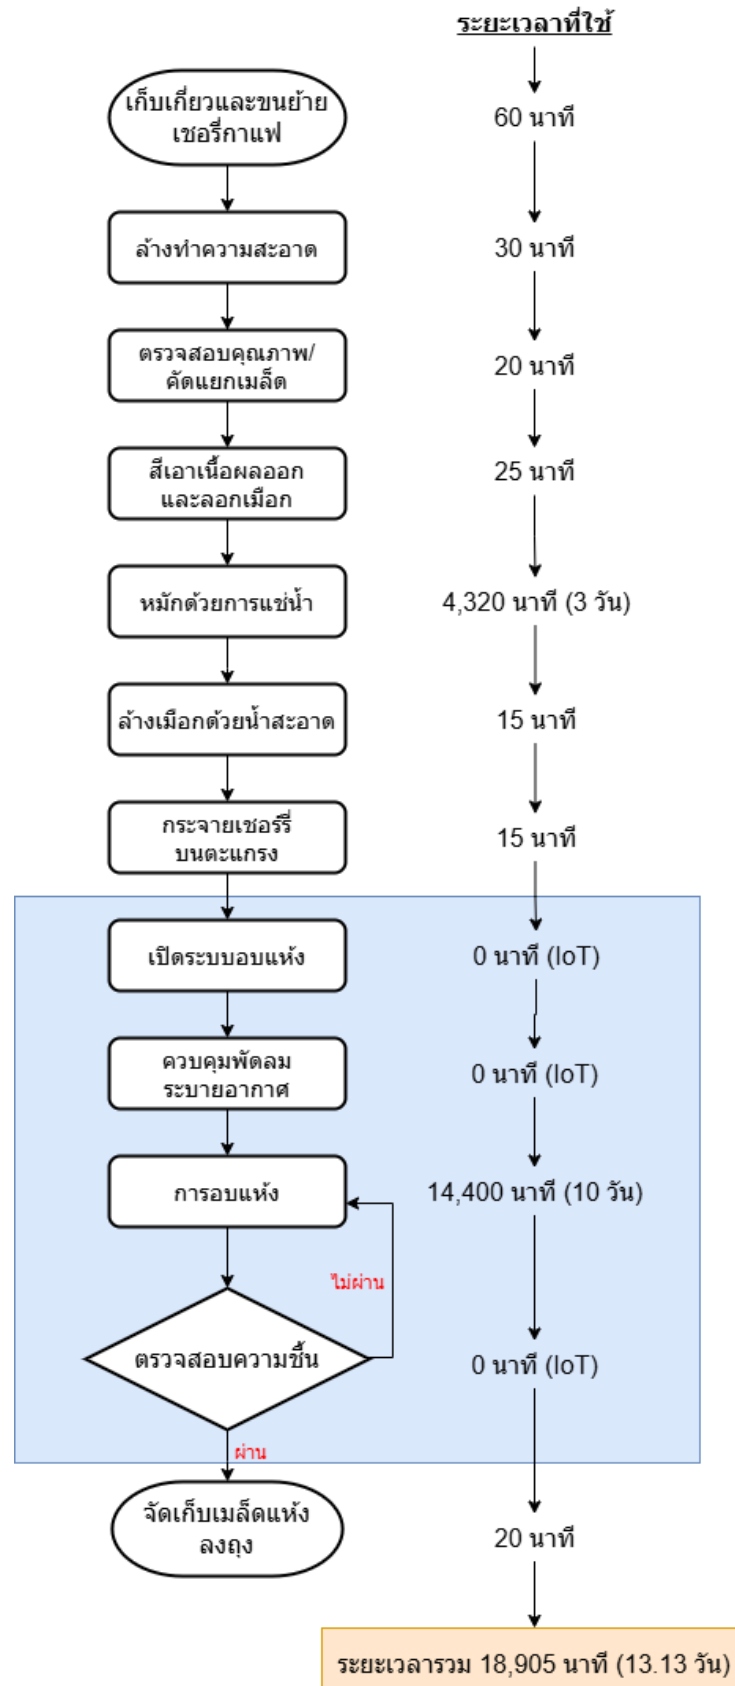 ระยะเวลาที่ใช้
เก็บเกี่ยวและขนย้าย
เชอรี่กาแฟ
60 นาที
ล้างทำความสะอาด
30 นาที
ตรวจสอบคุณภาพ/
คัดแยกเมล็ด
20 นาที
สีเอาเนื้อผลออก
และลอกเมือก
25 นาที
หมักด้วยการแช่น้ำ
4,320 นาที (3 วัน)
ล้างเมือกด้วยน้ำสะอาด
15 นาที
กระจายเชอร์รี่
บนตะแกรง
15 นาที
เปิดระบบอบแห้ง
0 นาที (IoT)
ควบคุมพัดลม
ระบายอากาศ
0 นาที (IoT)
การอบแห้ง
14,400 นาที (10 วัน)
ไม่ผ่าน
ตรวจสอบความชื้น
0 นาที (IoT)
ผ่าน
จัดเก็บเมล็ดแห้ง
ลงถุง
20 นาที
ระยะเวลารวม 18,905 นาที (13.13 วัน)